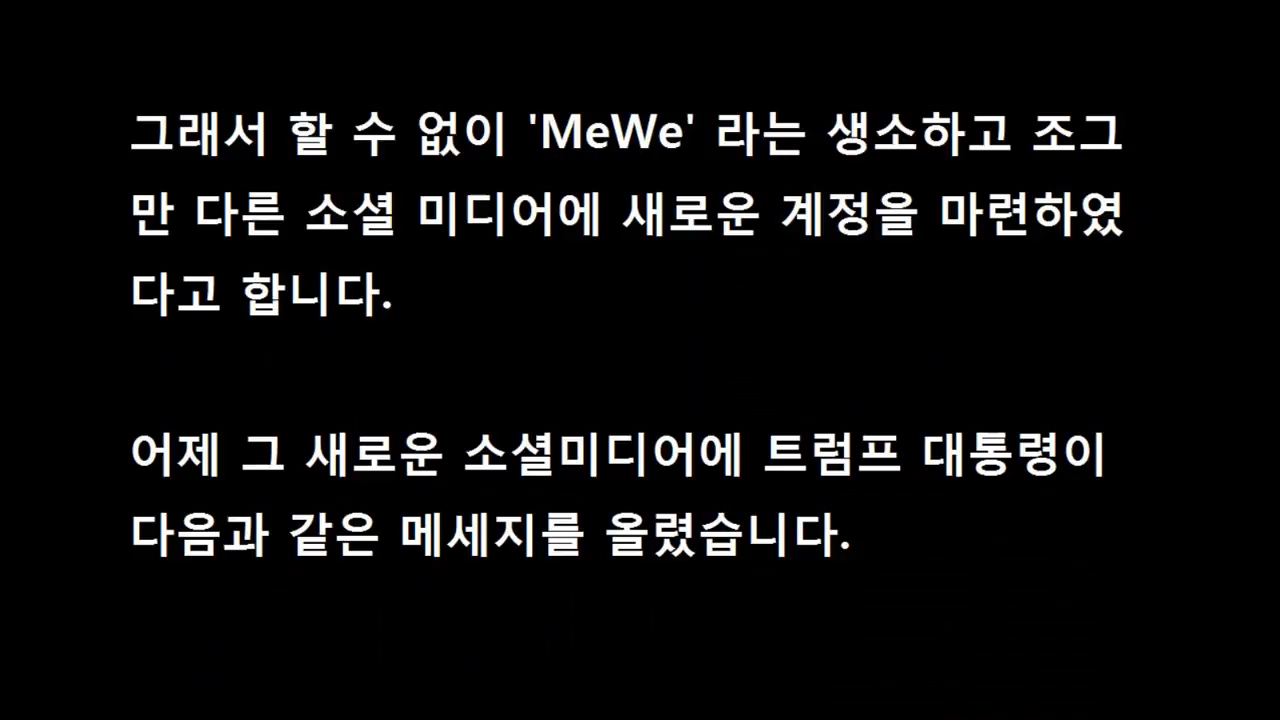 그래서 할 수 없이 'MeWe' 라는 생소하고 조그
만 다른 소셜 미디어에 새로운 계정을 마련하였
다고 합니다.
어제 그 새로운 소셜미디어에 트럼프 대통령이
다음과 같은 메세지를 올렸습니다.